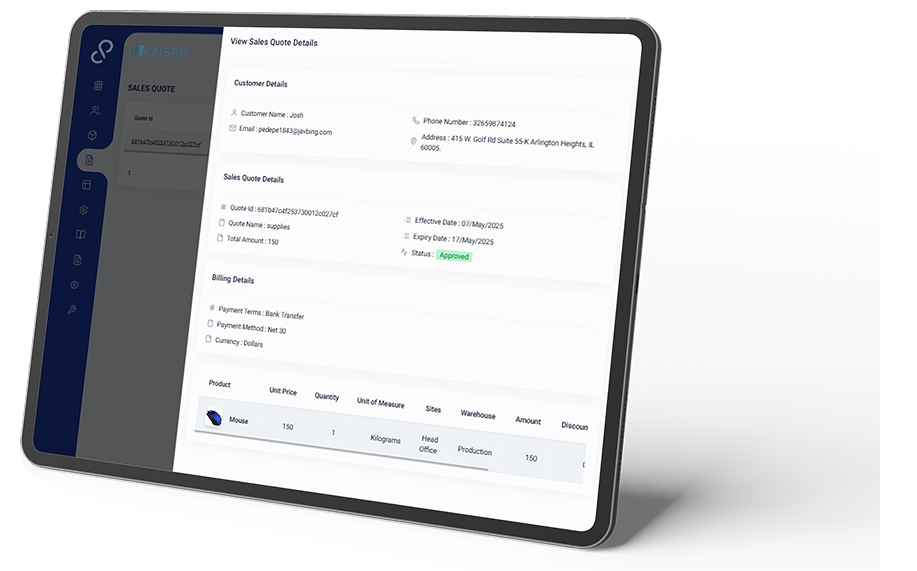 KAISPE
View Sales Quote Details
SALES QUOTE
Quote Id
681b47c4f253730012c027cf
1
Customer Details
Customer Name : Josh
Phone Number : 32659874124
Email : pedepe1843@javbing.com
Address : 415 W. Golf Rd Suite 55-K Arlington Heights, IL
60005.
Sales Quote Details
Quote Id : 681b47c4f253730012c027cf
Effective Date : 07/May/2025
Quote Name : supplies
Expiry Date : 17/May/2025
Total Amount : 150
Status : Approved
Billing Details
Payment Terms : Bank Transfer
Payment Method : Net 30
Currency : Dollars
Product Unit Price Quantity Unit of Measure Sites Warehouse Amount Discoun
Mouse 150 1 Kilograms Head Office Production 150